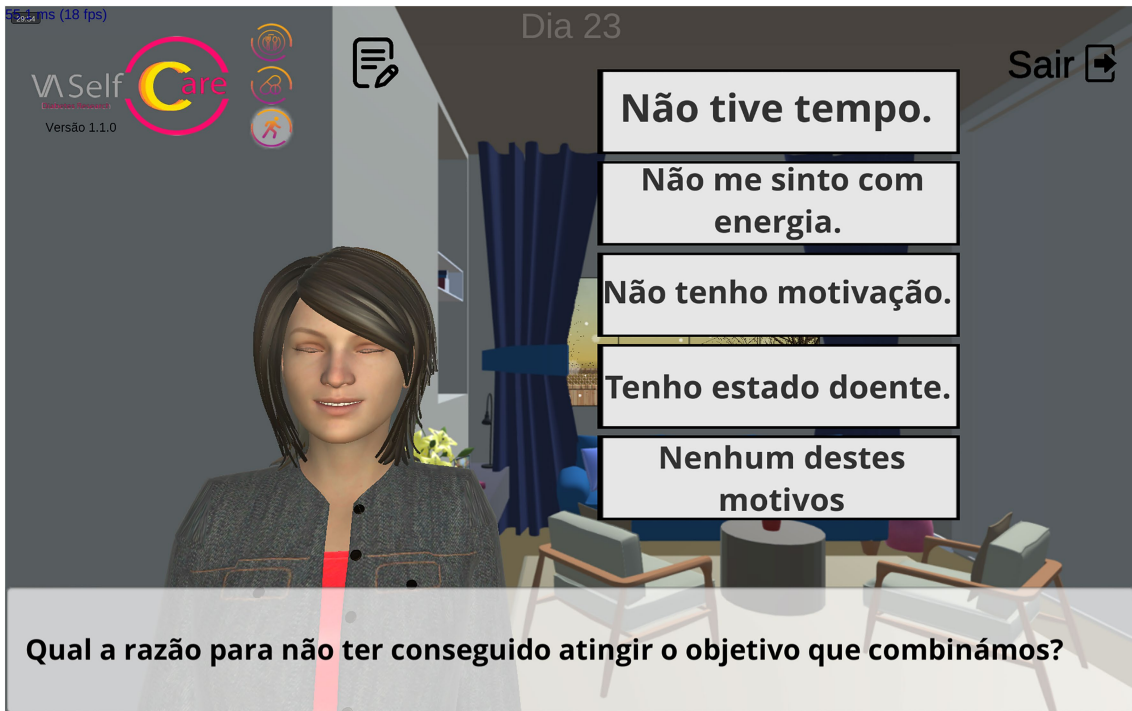 55.1 ms (18 fps)
Dia 23
VASelf Care
Versão 1.1.0
Sair
Não tive tempo.
Não me sinto com
energia.
Não tenho motivação.
Tenho estado doente.
Nenhum destes
motivos
Qual a razão para não ter conseguido atingir o objetivo que combinámos?